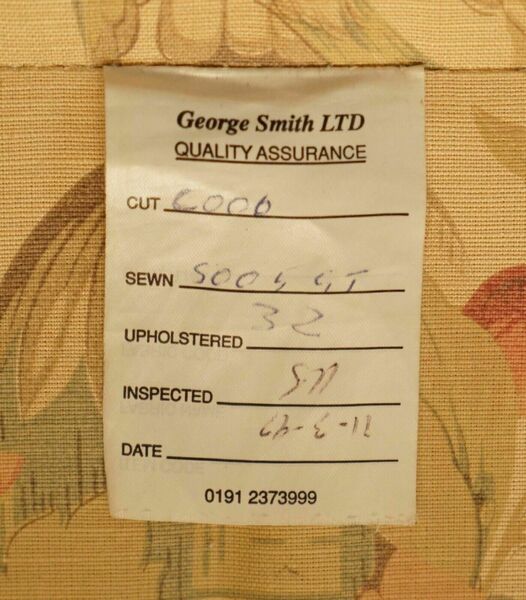 George Smith LTD
QUALITY ASSURANCE
CUT
SEWN
UPHOLSTERED 32
INSPECTED
DATE
0191 2373999